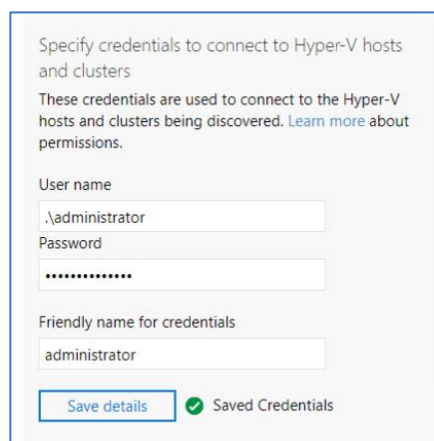 Specify credentials to connect to Hyper-V hosts
and clusters
These credentials are used to connect to the Hyper-V
hosts and clusters being discovered. Learn more about
permissions.
User name
.\administrator
Password
••••••••••••••
Friendly name for credentials
administrator
Save details
Saved Credentials